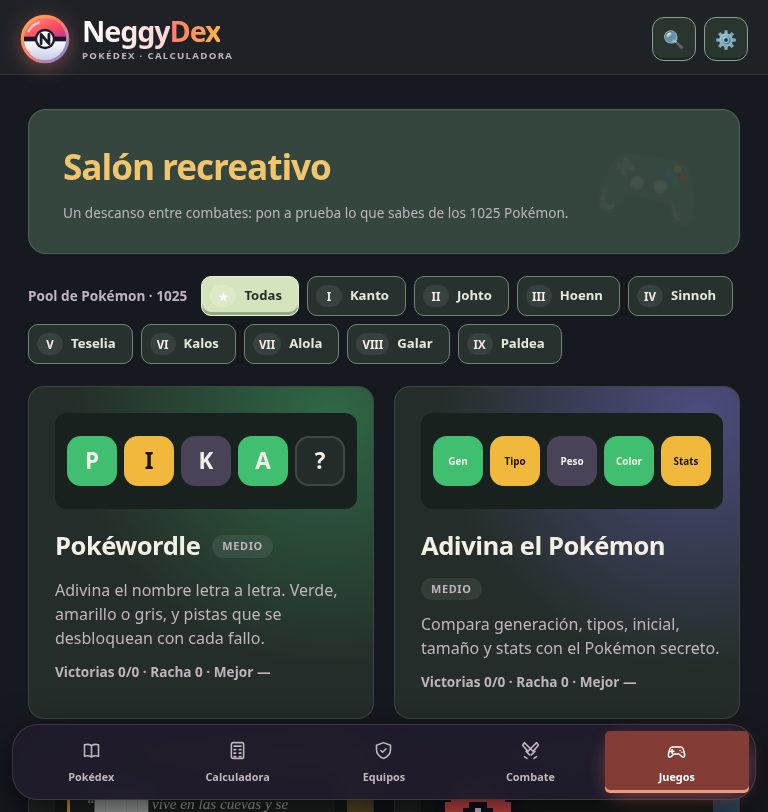 NeggyDex
POKÉDEX · CALCULADORA
Salón recreativo
Un descanso entre combates: pon a prueba lo que sabes de los 1025 Pokémon.
Pool de Pokémon · 1025 ★ Todas I Kanto II Johto III Hoenn IV Sinnoh
V Teselia VI Kalos VII Alola VIII Galar IX Paldea
P I K A ?
Pokéwordle MEDIO
Adivina el nombre letra a letra. Verde,
amarillo o gris, y pistas que se
desbloquean con cada fallo.
Victorias 0/0 · Racha 0 · Mejor —
Gen Tipo Peso Color Stats
Adivina el Pokémon
MEDIO
Compara generación, tipos, inicial,
tamaño y stats con el Pokémon secreto.
Victorias 0/0 · Racha 0 · Mejor —
Pokédex Calculadora Equipos Combate Juegos
vive en las cuevas y se